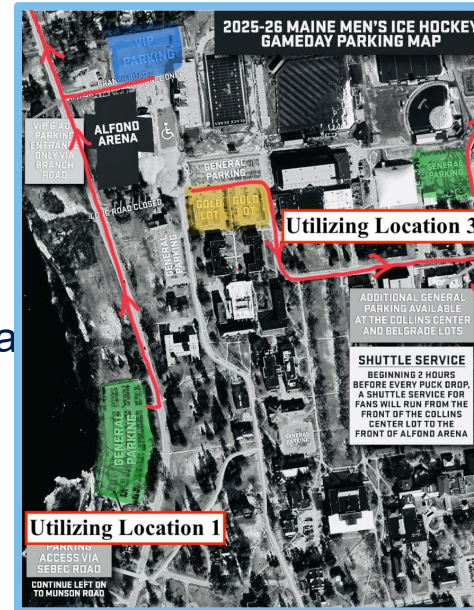 2025-26 MAINE MEN'S ICE HOCKEY
GAMEDAY PARKING MAP
VIP
PARKING
VIP & ADA
PARKING
ENTRANCE
ONLY VIA
BRANCH
ROAD
ALFOND
ARENA
GENERAL
PARKING
GENERAL
PARKING
GOLD
LOT
GOLD
LOT
ROAD CLOSED
GENERAL
PARKING
Utilizing Location 3
a
ADDITIONAL GENERAL
PARKING AVAILABLE
AT THE COLLINS CENTER
AND BELGRADE LOTS
SHUTTLE SERVICE
BEGINNING 2 HOURS
BEFORE EVERY PUCK DROP,
A SHUTTLE SERVICE FOR
FANS WILL RUN FROM THE
FRONT OF THE COLLINS
CENTER LOT TO THE
FRONT OF ALFOND ARENA
GENERAL
PARKING
GENERAL
PARKING
Utilizing Location 1
PARKING
ACCESS VIA
SEBEC ROAD
CONTINUE LEFT ON
TO MUNSON ROAD